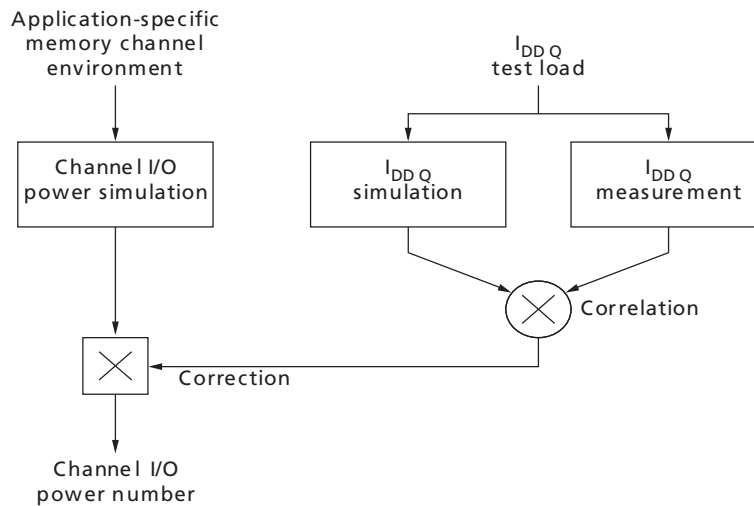 Application-specific
memory channel
environment
IDD Q
test load
Channel I/O
power simulation
IDD Q
simulation
IDD Q
measurement
Correlation
Correction
Channel I/O
power number